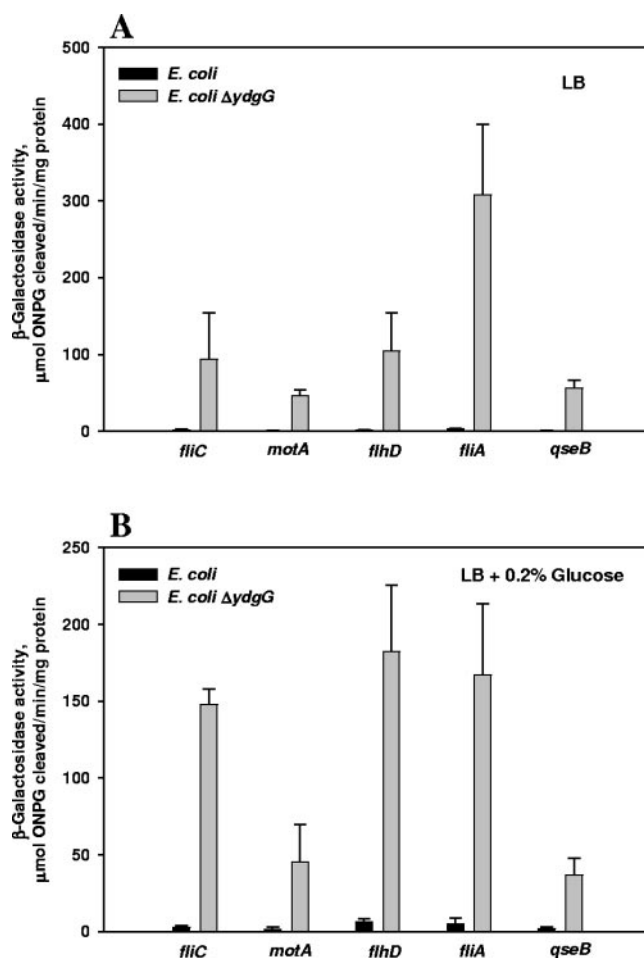 A
500
400
300
200
100
0
β-Galactosidase activity,
μmol ONPG cleaved/min/mg protein
E. coli
E. coli ΔydgG
LB
fliC motA flhD fliA qseB
B
250
200
150
100
50
0
β-Galactosidase activity,
μmol ONPG cleaved/min/mg protein
E. coli
E. coli ΔydgG
LB + 0.2% Glucose
fliC motA flhD fliA qseB